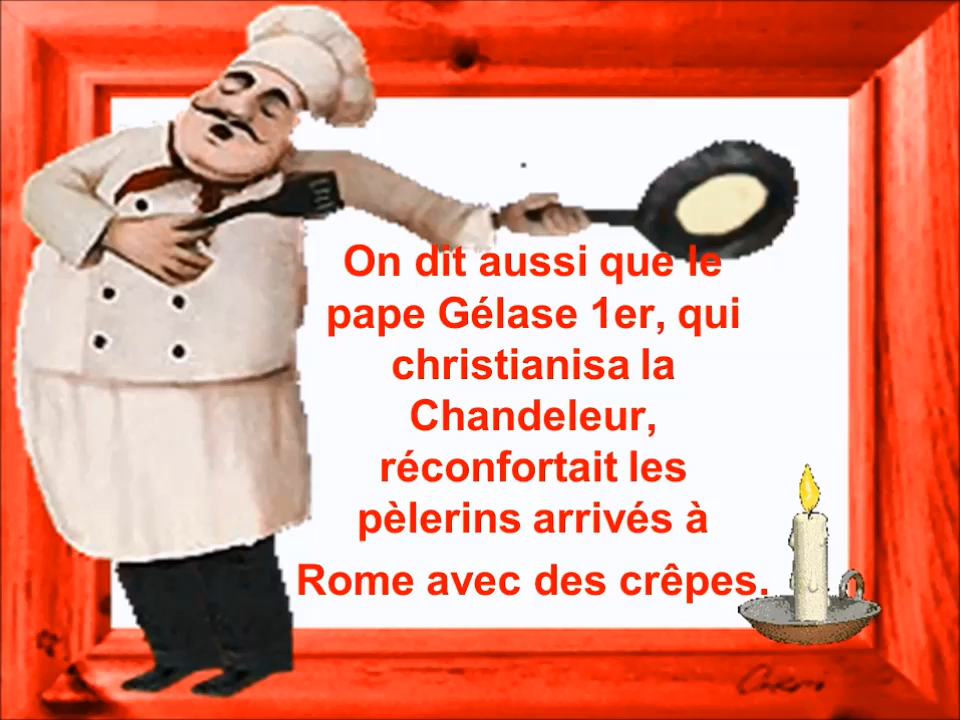 On dit aussi que le
pape Gélase 1er, qui
christianisa la
Chandeleur,
réconfortait les
pèlerins arrivés à
Rome avec des crêpes.